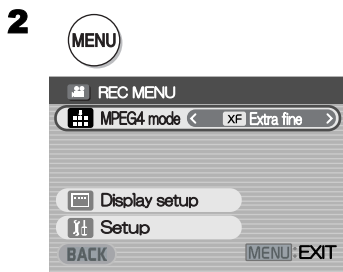 2
MENU
REC MENU
MPEG4 mode < XF Extra fine >
Display setup
Setup
BACK MENU:EXIT